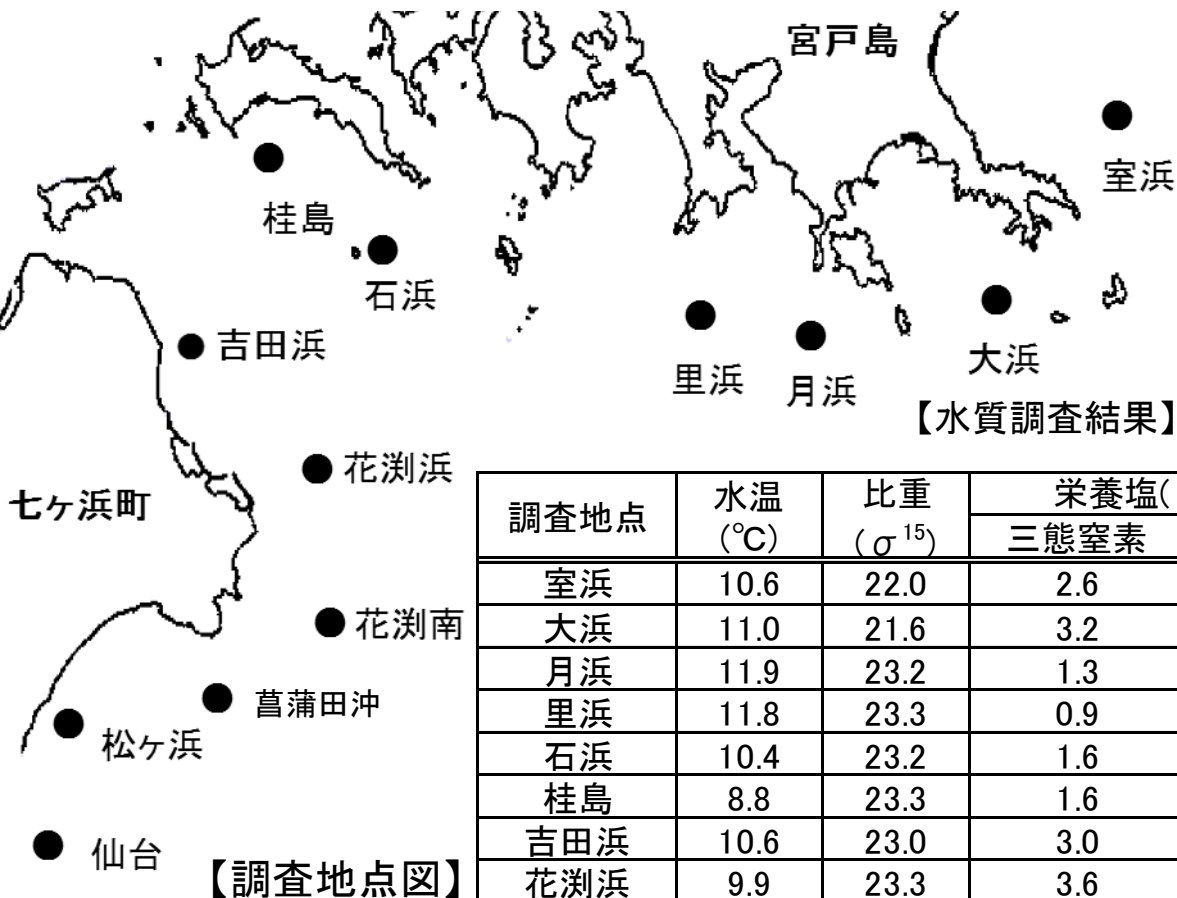 宮戸島
室浜
桂島
石浜
吉田浜
里浜
月浜
大浜
【水質調査結果】
花渕浜
七ヶ浜町
花渕南
菖蒲田沖
松ヶ浜
仙台
【調査地点図】
調査地点 水温 (℃) 比重 (σ15) 栄養塩(
三態窒素
室浜 10.6 22.0 2.6
大浜 11.0 21.6 3.2
月浜 11.9 23.2 1.3
里浜 11.8 23.3 0.9
石浜 10.4 23.2 1.6
桂島 8.8 23.3 1.6
吉田浜 10.6 23.0 3.0
花渕浜 9.9 23.3 3.6